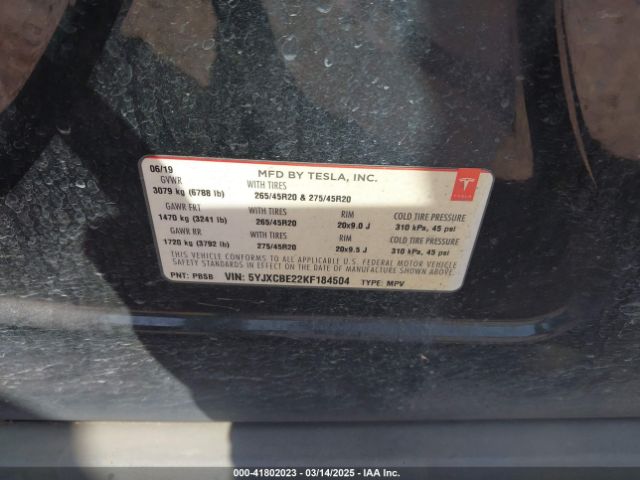 06/19
MFD BY TESLA, INC.
GVWR WITH TIRES
3079 kg (6788 lb) 265/45R20 & 275/45R20
TESLA
GAWR FRT WITH TIRES RIM COLD TIRE PRESSURE
1470 kg (3241 lb) 265/45R20 20x9.0 J 310 kPa, 45 psi
GAWR RR WITH TIRES RIM COLD TIRE PRESSURE
1720 kg (3792 lb) 275/45R20 20x9.5 J 310 kPa, 45 psi
THIS VEHICLE CONFORMS TO ALL APPLICABLE U.S. FEDERAL MOTOR VEHICLE
SAFETY STANDARDS IN EFFECT ON THE DATE OF MANUFACTURE SHOWN ABOVE.
PNT: PBSB VIN: 5YJXCBE22KF184504 TYPE: MPV
000-41802023 — 03/14/2025 — IAA Inc.